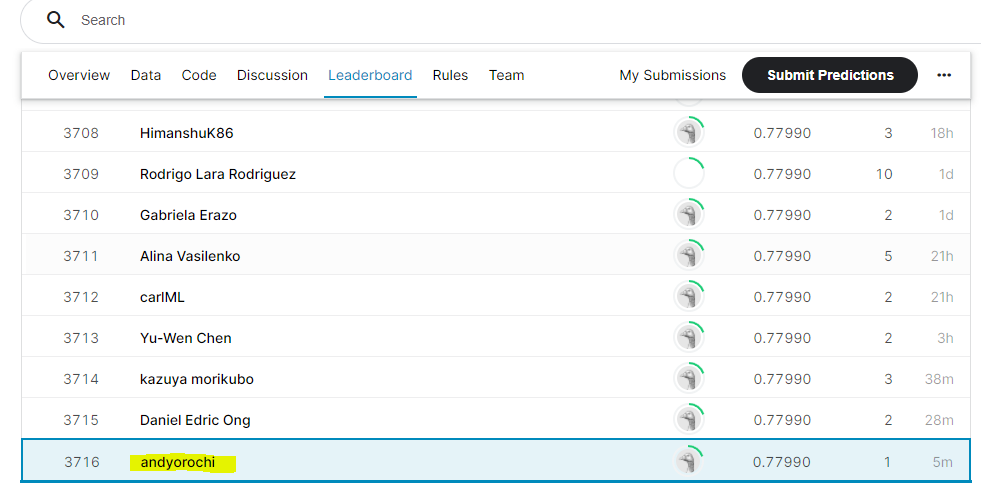 Search
Overview Data Code Discussion Leaderboard Rules Team My Submissions Submit Predictions ...
3708 HimanshuK86 0.77990 3 18h
3709 Rodrigo Lara Rodriguez 0.77990 10 1d
3710 Gabriela Erazo 0.77990 2 1d
3711 Alina Vasilenko 0.77990 5 21h
3712 carlML 0.77990 2 21h
3713 Yu-Wen Chen 0.77990 2 3h
3714 kazuya morikubo 0.77990 3 38m
3715 Daniel Edric Ong 0.77990 2 28m
3716 andyorochi 0.77990 1 5m